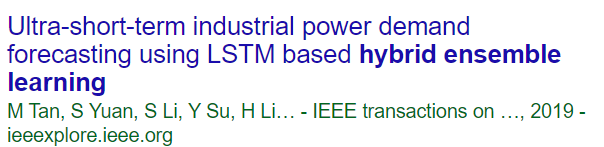 Ultra-short-term industrial power demand
forecasting using LSTM based hybrid ensemble
learning
M Tan, S Yuan, S Li, Y Su, H Li... - IEEE transactions on ..., 2019 -
ieeexplore.ieee.org